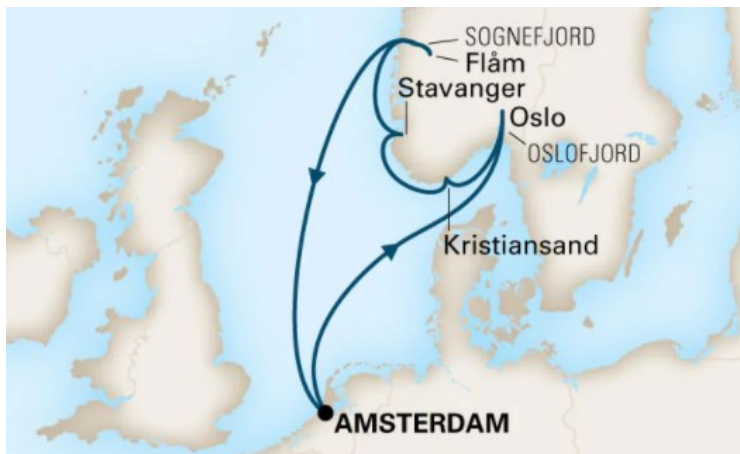 SOGNEFJORD
Flåm
Stavanger
Oslo
OSLOFJORD
Kristiansand
AMSTERDAM